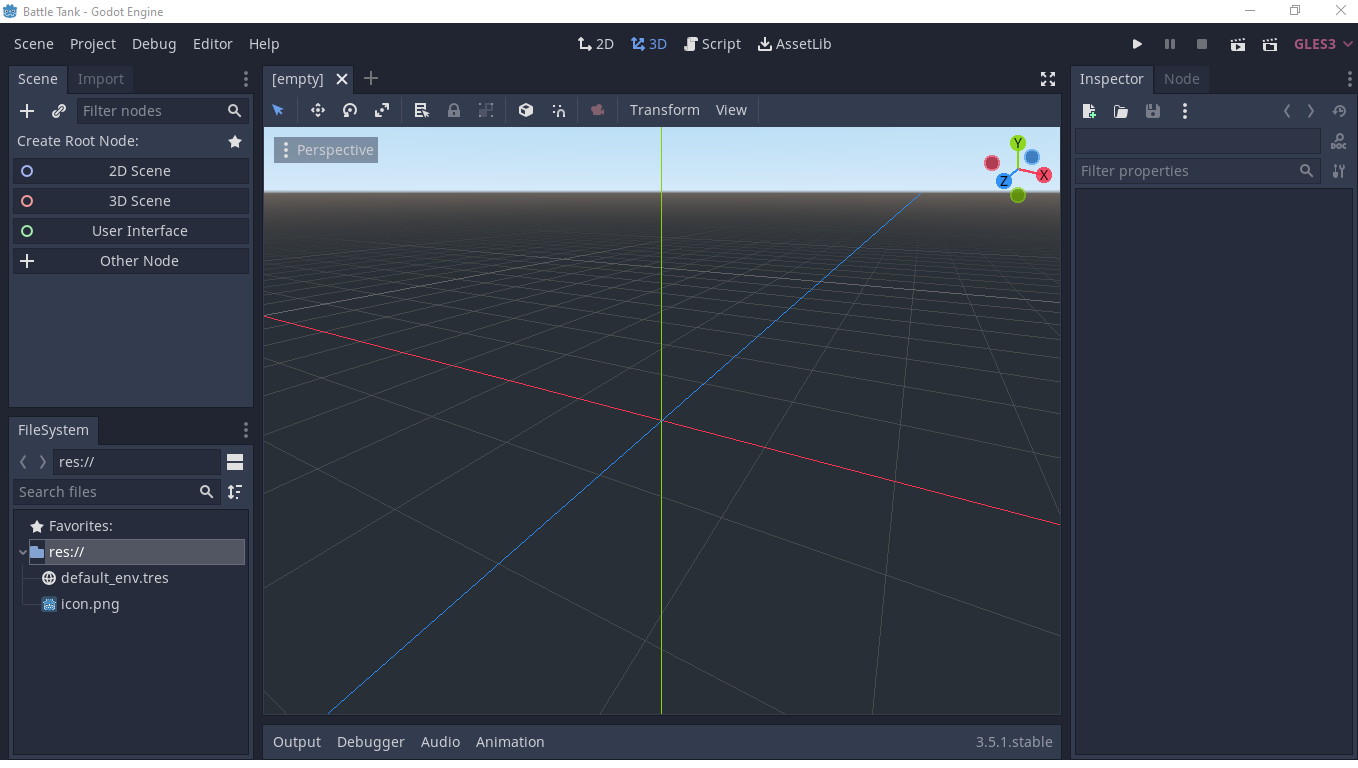 Battle Tank - Godot Engine
Scene Project Debug Editor Help
2D 3D Script AssetLib
GLES3
Scene Import
Filter nodes
Create Root Node:
2D Scene
3D Scene
User Interface
Other Node
FileSystem
res://
Search files
Favorites:
res://
default_env.tres
icon.png
[empty]
Transform View
Perspective
Y
X
Z
Output Debugger Audio Animation
3.5.1.stable
Inspector Node
DOC
Filter properties